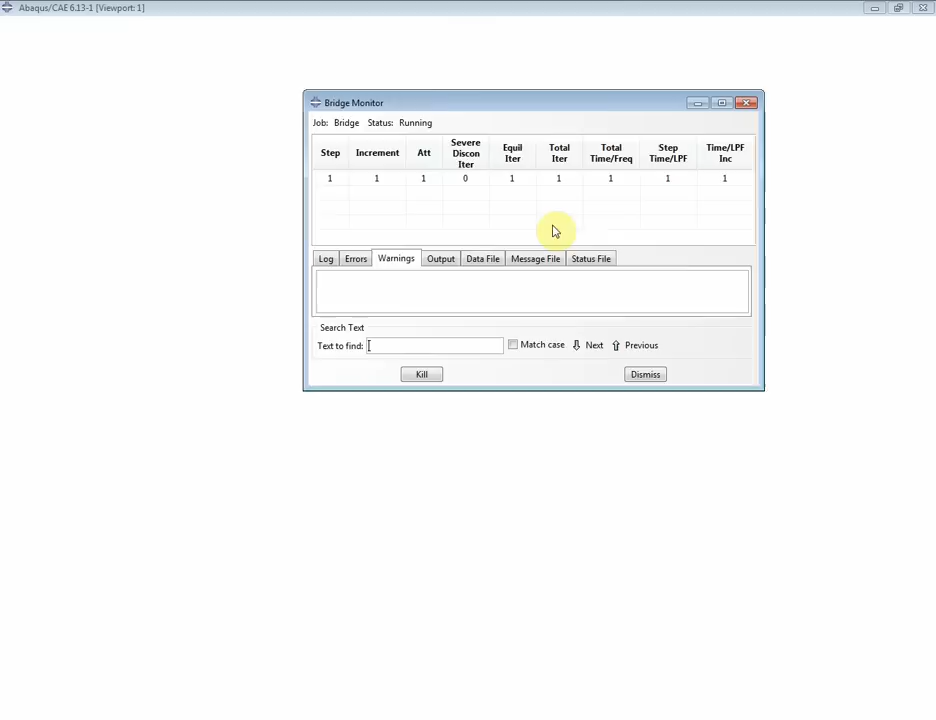 Abaqus/CAE 6.13-1 [Viewport: 1]
Bridge Monitor
Job: Bridge Status: Running
Step Increment Att Severe Discon Iter Equil Iter Total Iter Total Time/Freq Step Time/LPF Time/LPF Inc
1 1 1 0 1 1 1 1 1
Log Errors Warnings Output Data File Message File Status File
Search Text
Text to find: Match case Next Previous
Kill Dismiss